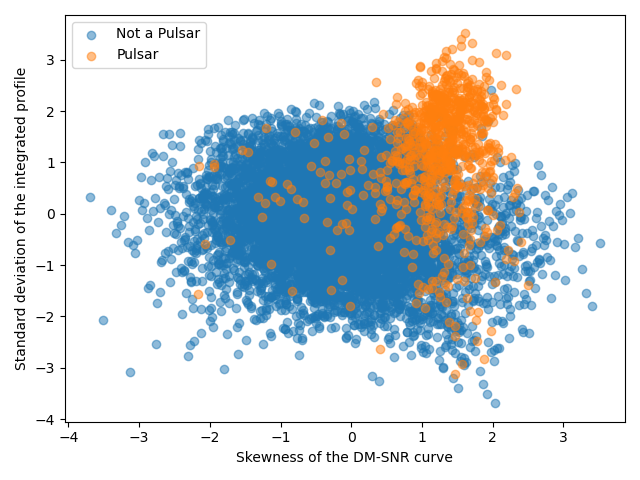 Not a Pulsar
Pulsar
Standard deviation of the integrated profile
3
2
1
0
−1
−2
−3
−4
−4 −3 −2 −1 0 1 2 3
Skewness of the DM-SNR curve